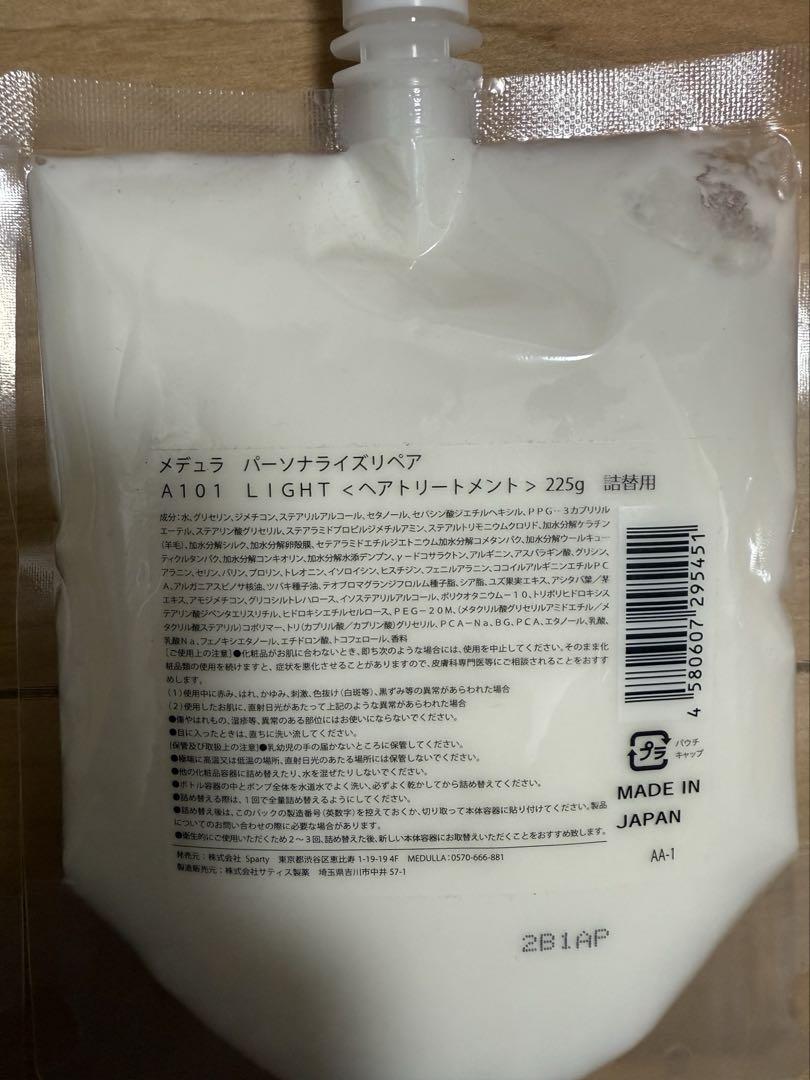 メデュラ　パーソナライズリペア
A101　LIGHT＜ヘアトリートメント＞225g　詰替用
成分：水、グリセリン、ジメチコン、ステアリルアルコール、セタノール、セバシン酸ジエチルヘキシル、PPG-3カプリリル
エーテル、ステアリン酸グリセリル、ステアラミドプロピルジメチルアミン、ステアルトリモニウムクロリド、加水分解ケラチン
(羊毛)、加水分解シルク、加水分解卵殻膜、セテアラミドエチルジエトニウム加水分解コメタンパク、加水分解ウールキュー
ティクルタンパク、加水分解コンキオリン、加水分解水添デンプン、γ-ドコサラクトン、アルギニン、アスパラギン酸、グリシン、
アラニン、セリン、バリン、プロリン、トレオニン、イソロイシン、ヒスチジン、フェニルアラニン、ココイルアルギニンエチルPC
A、アルガニアスピノサ核油、ツバキ種子油、テオブロマグランジフロルム種子脂、シア脂、ユズ果実エキス、アシタバ葉/茎
エキス、アモジメチコン、グリコシルトレハロース、イソステアリルアルコール、ポリクオタニウム-10、トリポリヒドロキシス
テアリン酸ジペンタエリスリチル、ヒドロキシエチルセルロース、PEG-20M、(メタクリル酸グリセリルアミドエチル/メ
タクリル酸ステアリル)コポリマー、トリ(カプリル酸/カプリン酸)グリセリル、PCA-Na、BG、PCA、エタノール、乳酸、
乳酸Na、フェノキシエタノール、エチドロン酸、トコフェロール、香料
[ご使用上の注意]●化粧品がお肌に合わないとき、即ち次のような場合には、使用を中止してください。そのまま化
粧品類の使用を続けますと、症状を悪化させることがありますので、皮膚科専門医等にご相談されることをおすす
めします。
(1)使用中に赤み、はれ、かゆみ、刺激、色抜け(白斑等)、黒ずみ等の異常があらわれた場合
(2)使用したお肌に、直射日光があたって上記のような異常があらわれた場合
●傷やはれもの、湿疹等、異常のある部位にはお使いにならないでください。
●目に入ったときは、直ちに洗い流してください。
[保管及び取扱上の注意]●乳幼児の手の届かないところに保管してください。
●極端に高温又は低温の場所、直射日光のあたる場所には保管しないでください。
●他の化粧品容器に詰め替えたり、水を混ぜたりしないでください。
●ボトル容器の中とポンプ全体を水道水でよく洗い、必ずよく乾かしてから詰め替えてください。
●詰め替える際は、1回で全量詰め替えるようにしてください。
●詰め替え後は、このパックの製造番号(英数字)を控えておくか、切り取って本体容器に貼り付けてください。製品
についてのお問い合わせの際に必要な場合があります。
●衛生的にご使用いただくため2～3回、詰め替えた後、新しい本体容器にお取替えいただくことをおすすめ致します。
発売元：株式会社 Sparty　東京都渋谷区恵比寿 1-19-19 4F　MEDULLA：0570-666-881
製造販売元：株式会社サティス製薬　埼玉県吉川市中井 57-1
4 580607 295451
プラ
パウチ
キャップ
MADE IN
JAPAN
AA-1
2B1AP